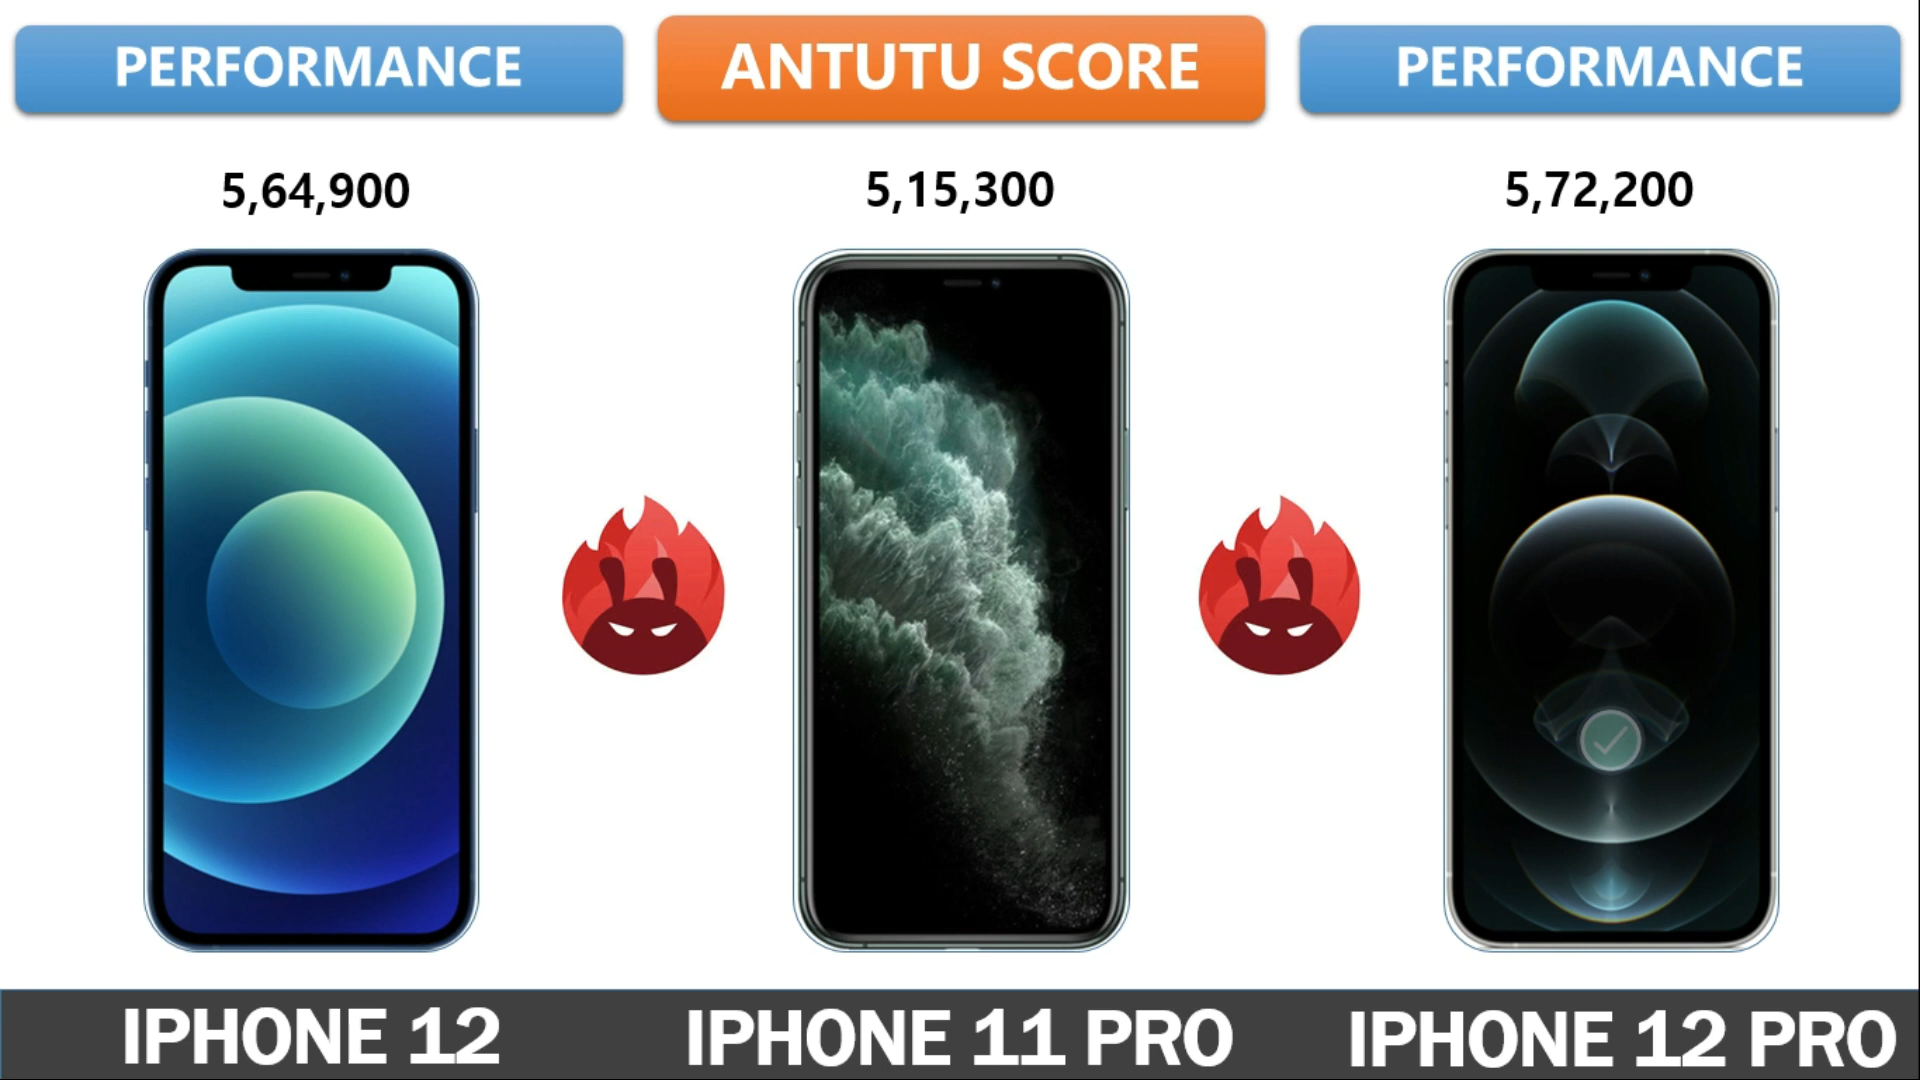 PERFORMANCE
ANTUTU SCORE
PERFORMANCE
5,64,900
5,15,300
5,72,200
IPHONE 12
IPHONE 11 PRO
IPHONE 12 PRO